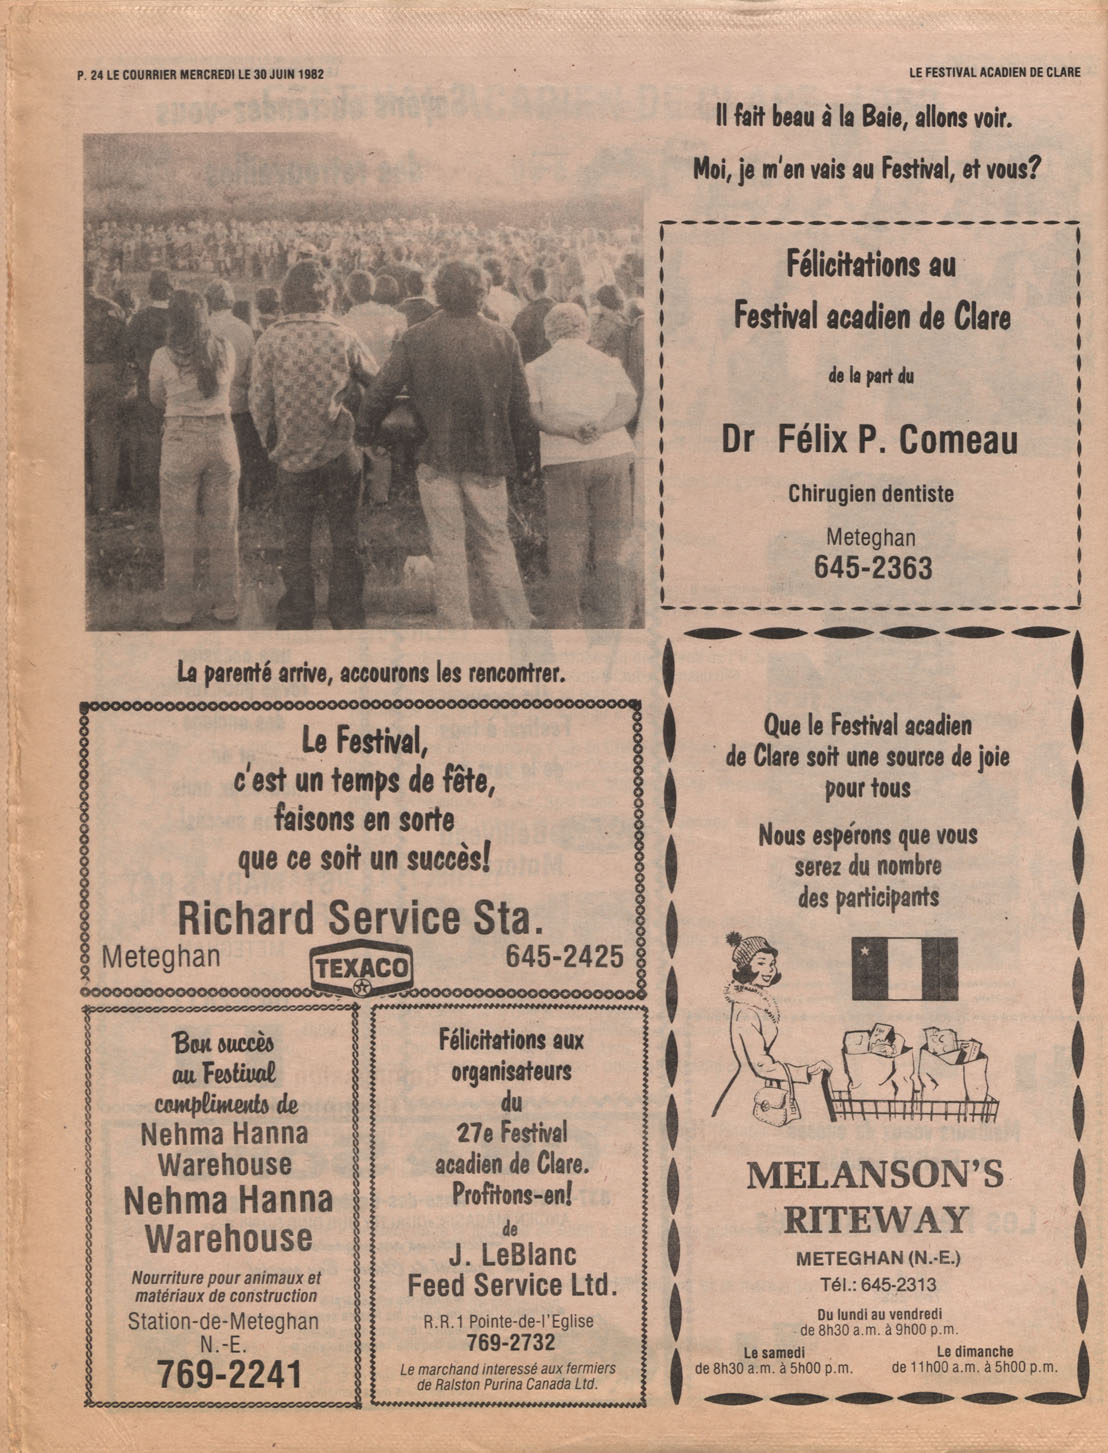 P. 24 LE COURRIER MERCREDI LE 30 JUIN 1982
LE FESTIVAL ACADIEN DE CLARE
Il fait beau à la Baie, allons voir.
Moi, je m'en vais au Festival, et vous?
Félicitations au
Festival acadien de Clare
de la part du
Dr Félix P. Comeau
Chirugien dentiste
Meteghan
645-2363
La parenté arrive, accourons les rencontrer.
Le Festival,
c'est un temps de fête,
faisons en sorte
que ce soit un succès!
Richard Service Sta.
Meteghan
TEXACO
645-2425
Bon succès
au Festival
compliments de
Nehma Hanna
Warehouse
Nehma Hanna
Warehouse
Nourriture pour animaux et
matériaux de construction
Station-de-Meteghan
N.-E.
769-2241
Félicitations aux
organisateurs
du
27e Festival
acadien de Clare.
Profitons-en!
de
J. LeBlanc
Feed Service Ltd.
R.R.1 Pointe-de-l'Eglise
769-2732
Le marchand interessé aux fermiers
de Ralston Purina Canada Ltd.
Que le Festival acadien
de Clare soit une source de joie
pour tous
Nous espérons que vous
serez du nombre
des participants
MELANSON'S
RITEWAY
METEGHAN (N.-E.)
Tél.: 645-2313
Du lundi au vendredi
de 8h30 a.m. à 9h00 p.m.
Le samedi
de 8h30 a.m. à 5h00 p.m.
Le dimanche
de 11h00 a.m. à 5h00 p.m.